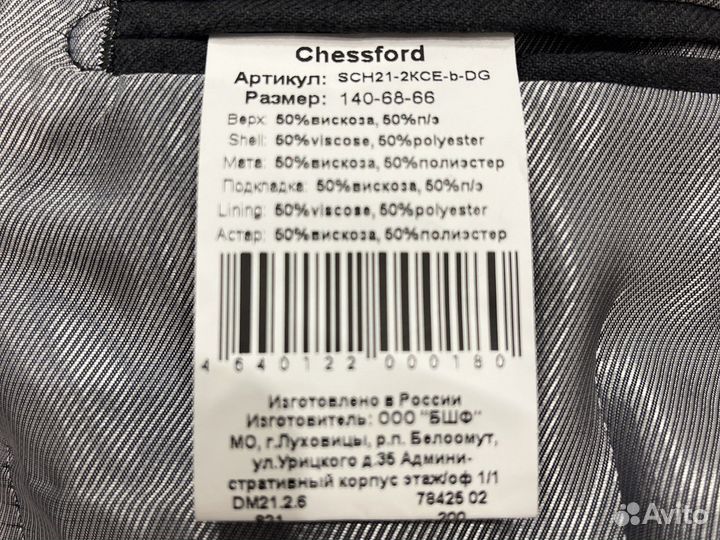 Chessford
Артикул: SCH21-2KCE-b-DG
Размер: 140-68-66
Верх: 50%вискоза, 50%п/э
Shell: 50%viscose, 50%polyester
Мата: 50%вискоза, 50%полиэстер
Подкладка: 50%вискоза, 50%п/э
Lining: 50%viscose, 50%polyester
Астар: 50%вискоза, 50%полиэстер
4 640122 000180
Изготовлено в России
Изготовитель: ООО "БШФ"
МО, г.Луховицы, р.п. Белоомут,
ул.Урицкого д.35 Админи-
стративный корпус этаж/оф 1/1
DM21.2.6 78425 02
Avito